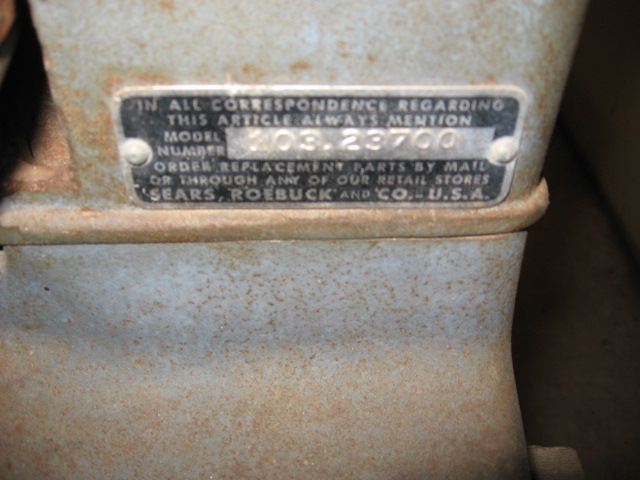 IN ALL CORRESPONDENCE REGARDING
THIS ARTICLE ALWAYS MENTION
MODEL NUMBER 103.23700
ORDER REPLACEMENT PARTS BY MAIL
OR THROUGH ANY OF OUR RETAIL STORES
SEARS, ROEBUCK AND CO.-U.S.A